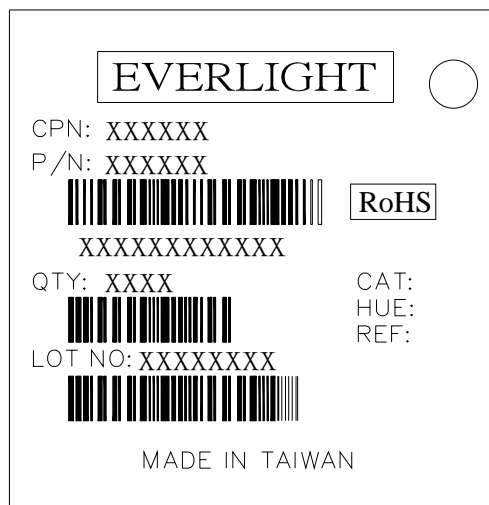 EVERLIGHT
CPN: XXXXXX
P/N: XXXXXX
RoHS
XXXXXXXXXXXX
QTY: XXXX
CAT:
HUE:
REF:
LOT NO: XXXXXXXX
MADE IN TAIWAN